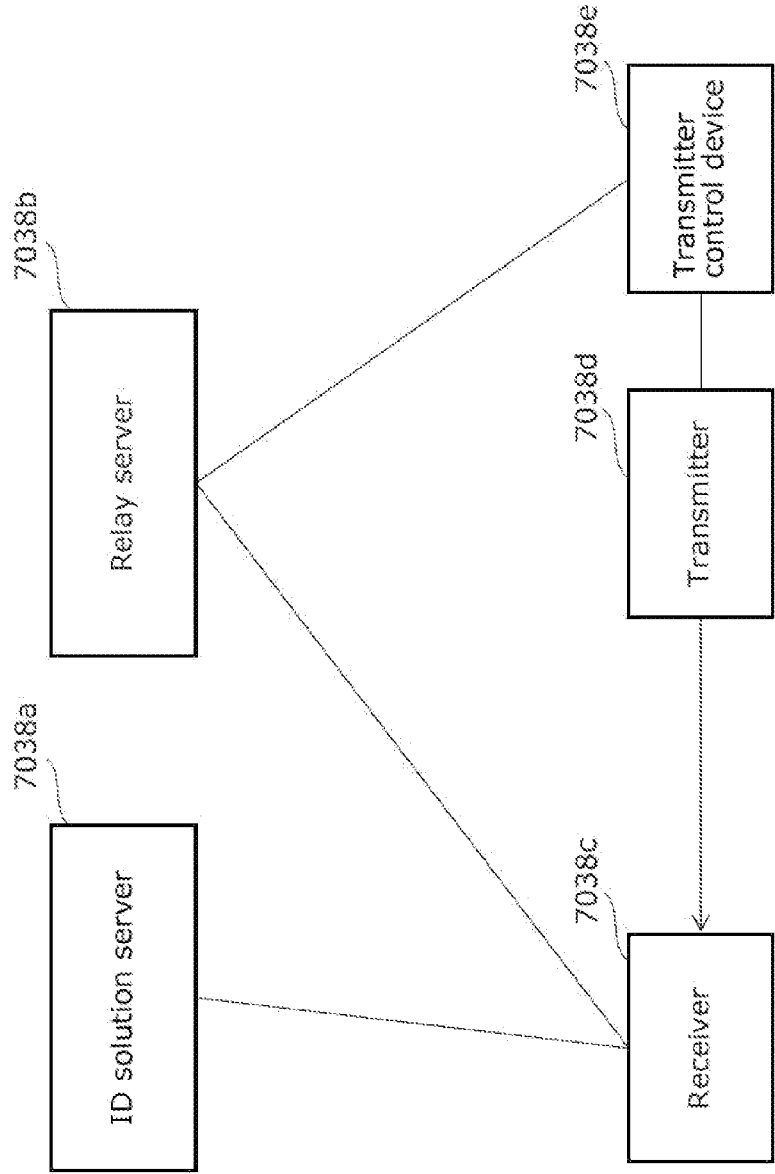 7038a
ID solution server
7038b
Relay server
7038c
Receiver
7038d
Transmitter
7038e
Transmitter
control device